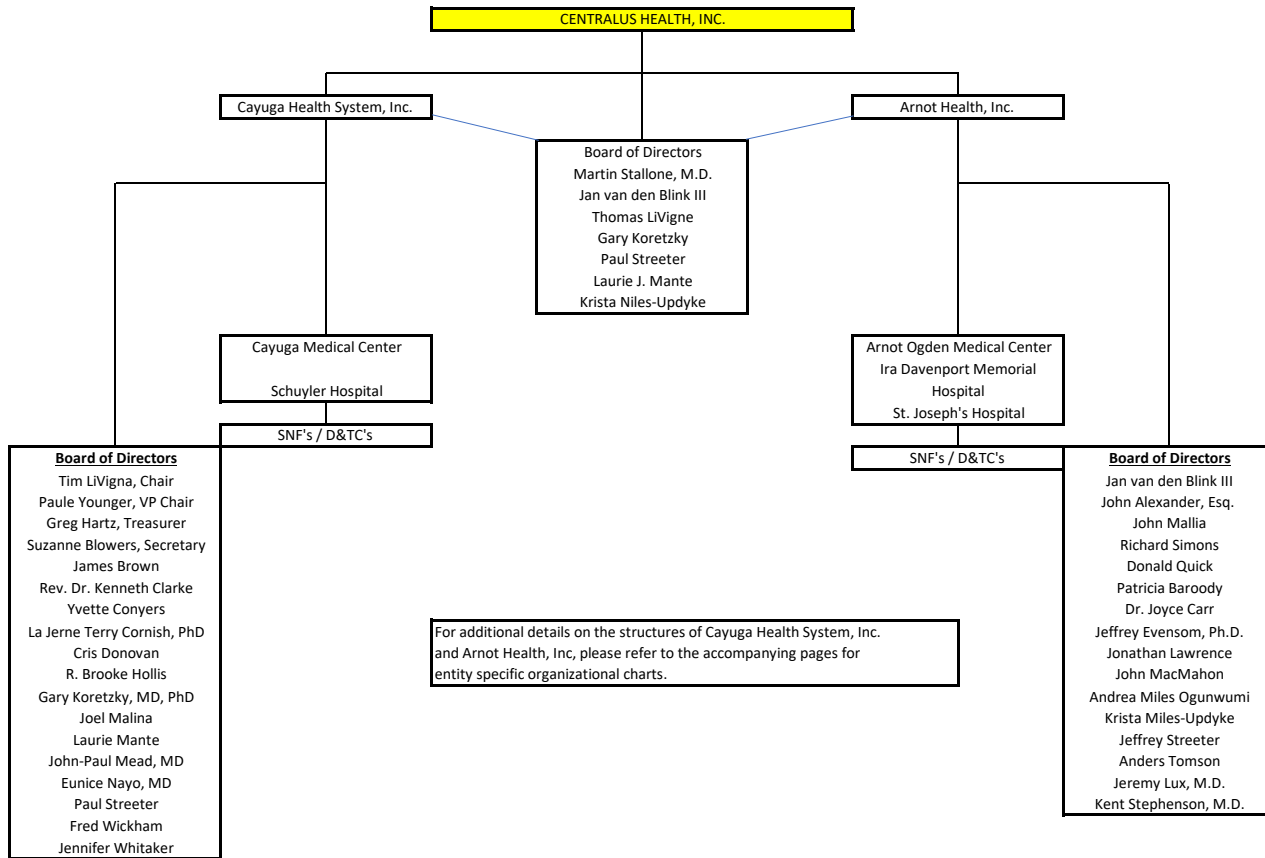 CENTRALUS HEALTH, INC.
Cayuga Health System, Inc.
Arnot Health, Inc.
Board of Directors
Martin Stallone, M.D.
Jan van den Blink III
Thomas LiVigne
Gary Koretzky
Paul Streeter
Laurie J. Mante
Krista Niles-Updyke
Cayuga Medical Center
Schuyler Hospital
SNF's / D&TC's
Arnot Ogden Medical Center
Ira Davenport Memorial
Hospital
St. Joseph's Hospital
SNF's / D&TC's
Board of Directors
Tim LiVigna, Chair
Paule Younger, VP Chair
Greg Hartz, Treasurer
Suzanne Blowers, Secretary
James Brown
Rev. Dr. Kenneth Clarke
Yvette Conyers
La Jerne Terry Cornish, PhD
Cris Donovan
R. Brooke Hollis
Gary Koretzky, MD, PhD
Joel Malina
Laurie Mante
John-Paul Mead, MD
Eunice Nayo, MD
Paul Streeter
Fred Wickham
Jennifer Whitaker
For additional details on the structures of Cayuga Health System, Inc.
and Arnot Health, Inc, please refer to the accompanying pages for
entity specific organizational charts.
Board of Directors
Jan van den Blink III
John Alexander, Esq.
John Mallia
Richard Simons
Donald Quick
Patricia Baroody
Dr. Joyce Carr
Jeffrey Evensom, Ph.D.
Jonathan Lawrence
John MacMahon
Andrea Miles Ogunwumi
Krista Miles-Updyke
Jeffrey Streeter
Anders Tomson
Jeremy Lux, M.D.
Kent Stephenson, M.D.